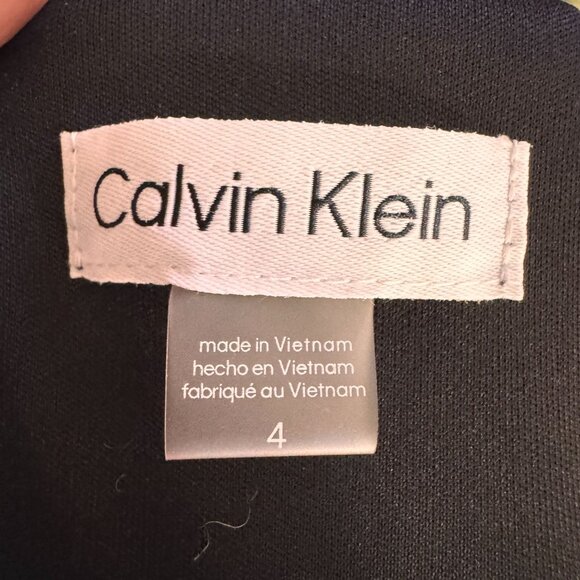 Calvin Klein
made in Vietnam
hecho en Vietnam
fabriqué au Vietnam
4